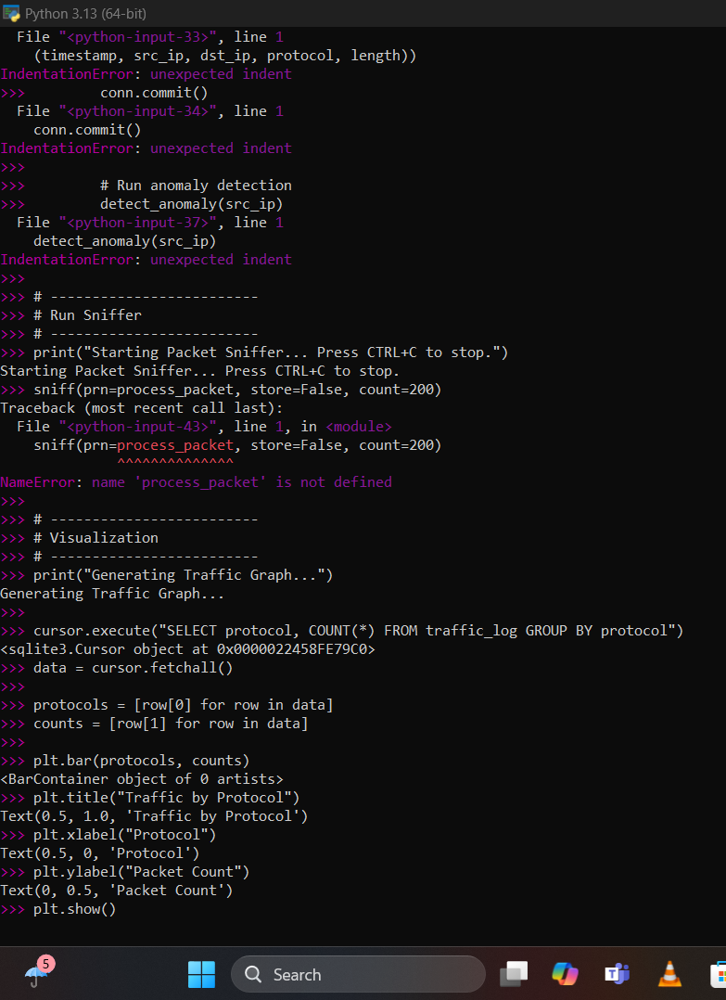 Python 3.13 (64-bit)
  File "<python-input-33>", line 1
    (timestamp, src_ip, dst_ip, protocol, length))
IndentationError: unexpected indent
>>>         conn.commit()
  File "<python-input-34>", line 1
    conn.commit()
IndentationError: unexpected indent
>>>
>>>         # Run anomaly detection
>>>         detect_anomaly(src_ip)
  File "<python-input-37>", line 1
    detect_anomaly(src_ip)
IndentationError: unexpected indent
>>>
>>> # -------------------------
>>> # Run Sniffer
>>> # -------------------------
>>> print("Starting Packet Sniffer... Press CTRL+C to stop.")
Starting Packet Sniffer... Press CTRL+C to stop.
>>> sniff(prn=process_packet, store=False, count=200)
Traceback (most recent call last):
  File "<python-input-43>", line 1, in <module>
    sniff(prn=process_packet, store=False, count=200)
              ^^^^^^^^^^^^^^
NameError: name 'process_packet' is not defined
>>>
>>> # -------------------------
>>> # Visualization
>>> # -------------------------
>>> print("Generating Traffic Graph...")
Generating Traffic Graph...
>>>
>>> cursor.execute("SELECT protocol, COUNT(*) FROM traffic_log GROUP BY protocol")
<sqlite3.Cursor object at 0x0000022458FE79C0>
>>> data = cursor.fetchall()
>>>
>>> protocols = [row[0] for row in data]
>>> counts = [row[1] for row in data]
>>>
>>> plt.bar(protocols, counts)
<BarContainer object of 0 artists>
>>> plt.title("Traffic by Protocol")
Text(0.5, 1.0, 'Traffic by Protocol')
>>> plt.xlabel("Protocol")
Text(0.5, 0, 'Protocol')
>>> plt.ylabel("Packet Count")
Text(0, 0.5, 'Packet Count')
>>> plt.show()
5
Search
T